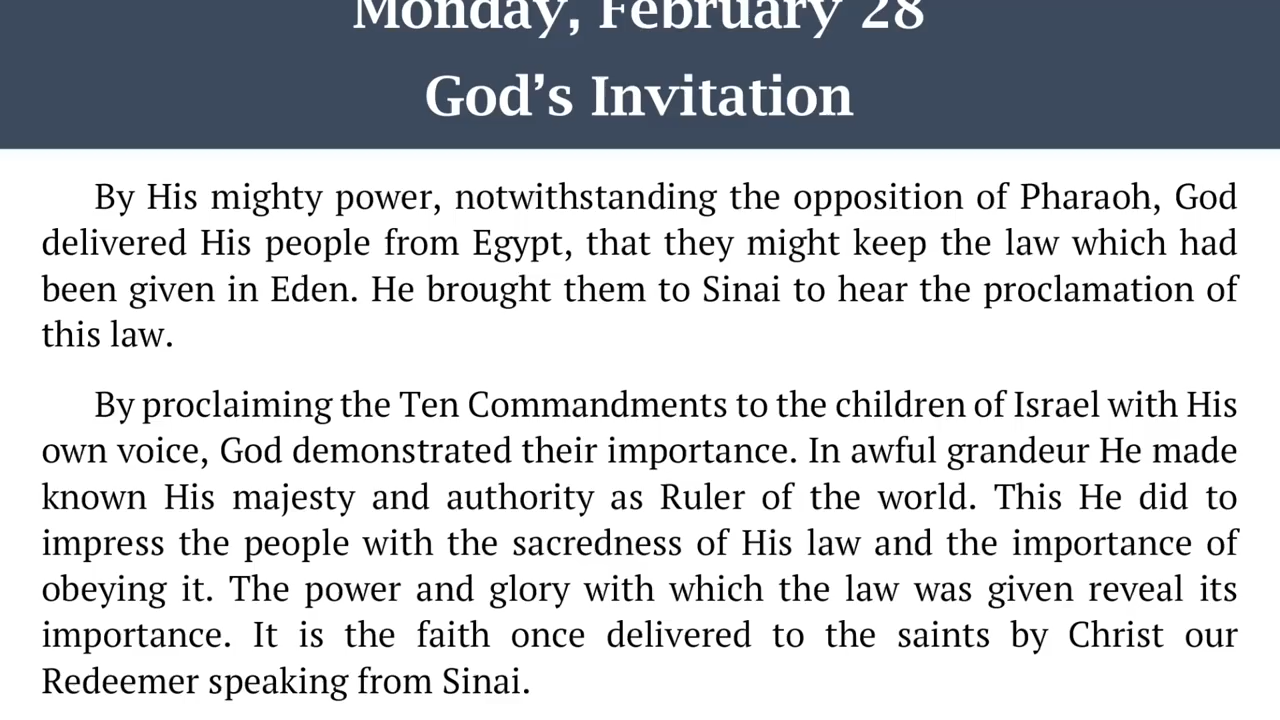 Monday, February 28
God’s Invitation
By His mighty power, notwithstanding the opposition of Pharaoh, God
delivered His people from Egypt, that they might keep the law which had
been given in Eden. He brought them to Sinai to hear the proclamation of
this law.
By proclaiming the Ten Commandments to the children of Israel with His
own voice, God demonstrated their importance. In awful grandeur He made
known His majesty and authority as Ruler of the world. This He did to
impress the people with the sacredness of His law and the importance of
obeying it. The power and glory with which the law was given reveal its
importance. It is the faith once delivered to the saints by Christ our
Redeemer speaking from Sinai.